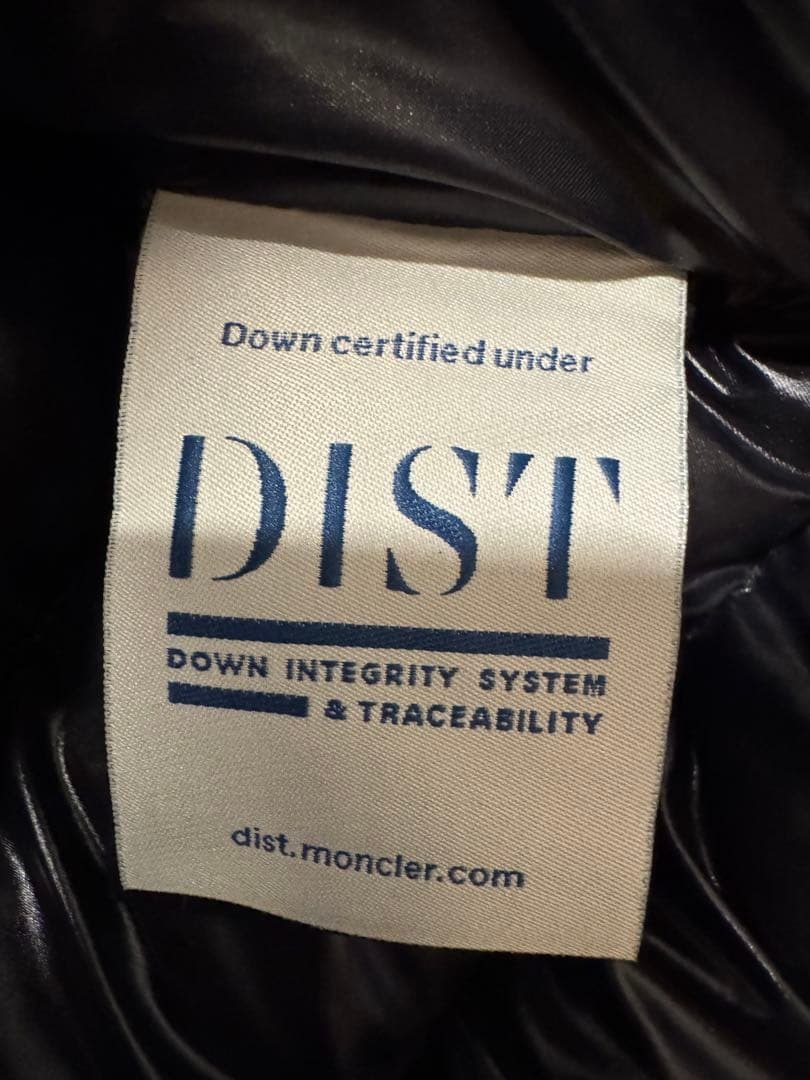 Down certified under
DIST
DOWN INTEGRITY SYSTEM
& TRACEABILITY
dist.moncler.com